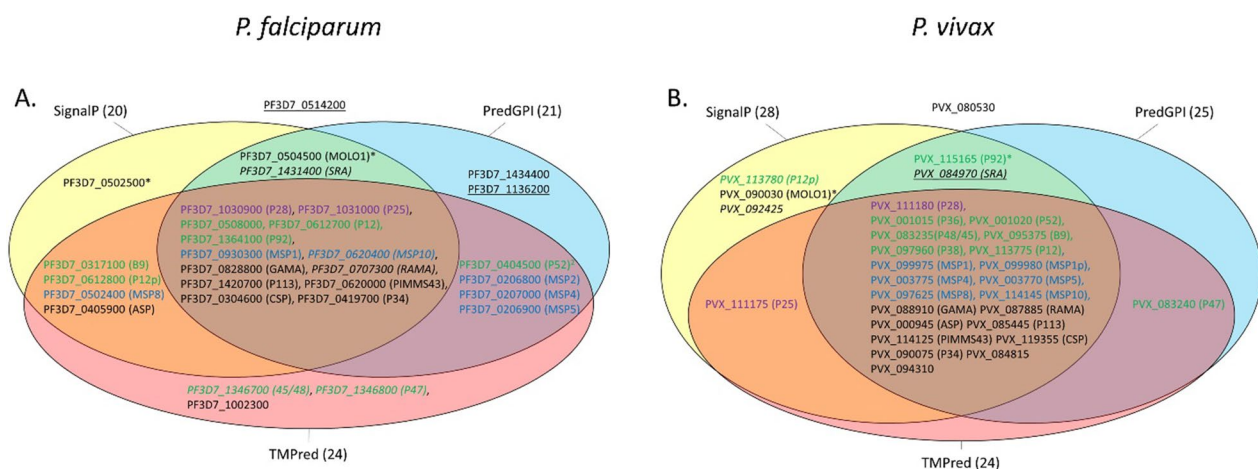 P. falciparum
P. vivax
A.
SignalP (20)
PF3D7_0514200
PredGPI (21)
PF3D7_0502500*
PF3D7_0504500 (MOLO1)*
PF3D7_1431400 (SRA)
PF3D7_1434400
PF3D7_1136200
PF3D7_1030900 (P28), PF3D7_1031000 (P25),
PF3D7_0508000, PF3D7_0612700 (P12),
PF3D7_1364100 (P92),
PF3D7_0930300 (MSP1), PF3D7_0620400 (MSP10),
PF3D7_0828800 (GAMA), PF3D7_0707300 (RAMA),
PF3D7_1420700 (P113), PF3D7_0620000 (PIMMS43),
PF3D7_0304600 (CSP), PF3D7_0419700 (P34)
PF3D7_0317100 (B9)
PF3D7_0612800 (P12p)
PF3D7_0502400 (MSP8)
PF3D7_0405900 (ASP)
PF3D7_0404500 (P52)
PF3D7_0206800 (MSP2)
PF3D7_0207000 (MSP4)
PF3D7_0206900 (MSP5)
PF3D7_1346700 (45/48), PF3D7_1346800 (P47),
PF3D7_1002300
TMPred (24)
B.
SignalP (28)
PVX_080530
PredGPI (25)
PVX_113780 (P12p)
PVX_090030 (MOLO1)*
PVX_092425
PVX_115165 (P92)*
PVX_084970 (SRA)
PVX_111180 (P28),
PVX_001015 (P36), PVX_001020 (P52),
PVX_083235(P48/45), PVX_095375 (B9),
PVX_097960 (P38), PVX_113775 (P12),
PVX_099975 (MSP1), PVX_099980 (MSP1p),
PVX_003775 (MSP4), PVX_003770 (MSP5),
PVX_097625 (MSP8), PVX_114145 (MSP10),
PVX_088910 (GAMA) PVX_087885 (RAMA)
PVX_000945 (ASP) PVX_085445 (P113)
PVX_114125 (PIMMS43) PVX_119355 (CSP)
PVX_090075 (P34) PVX_084815
PVX_094310
PVX_111175 (P25)
PVX_083240 (P47)
TMPred (24)